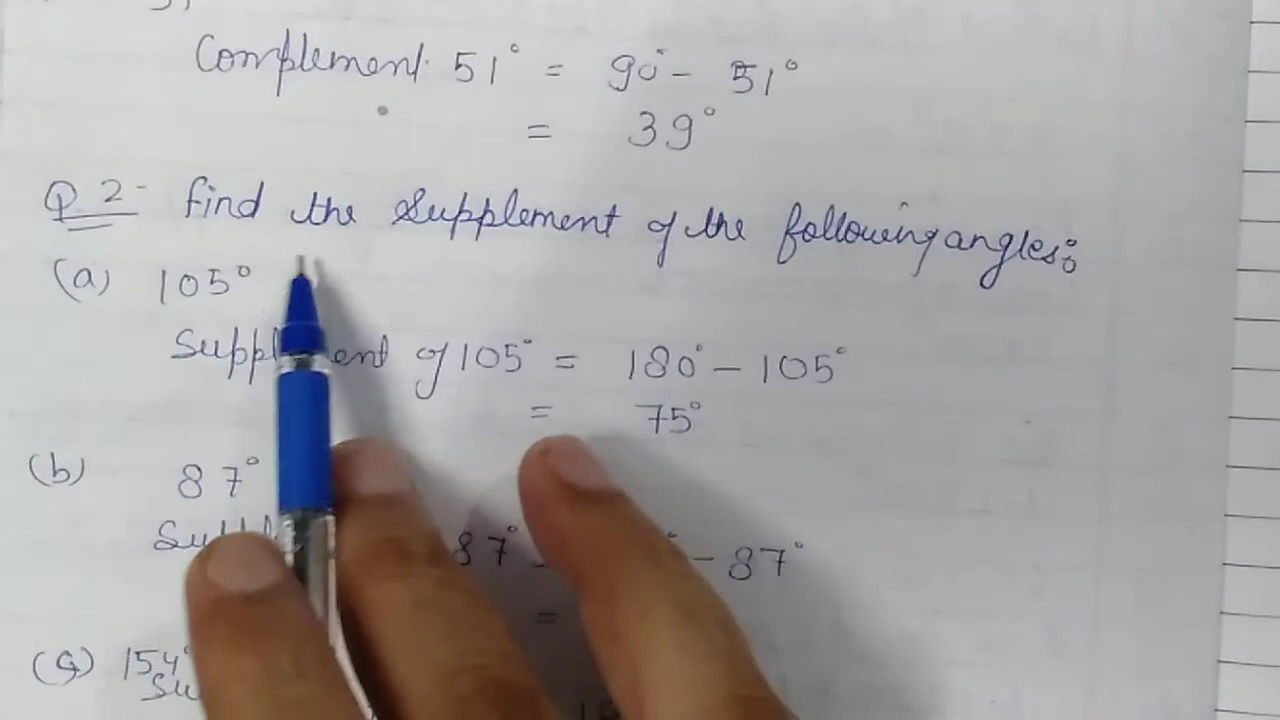 Complement 51° = 90° - 51°
= 39°
Q 2- find the Supplement of the following angles:
(a) 105°
of 105° = 180° - 105°
= 75°
(b) 87°
87° - 87°
=
154°